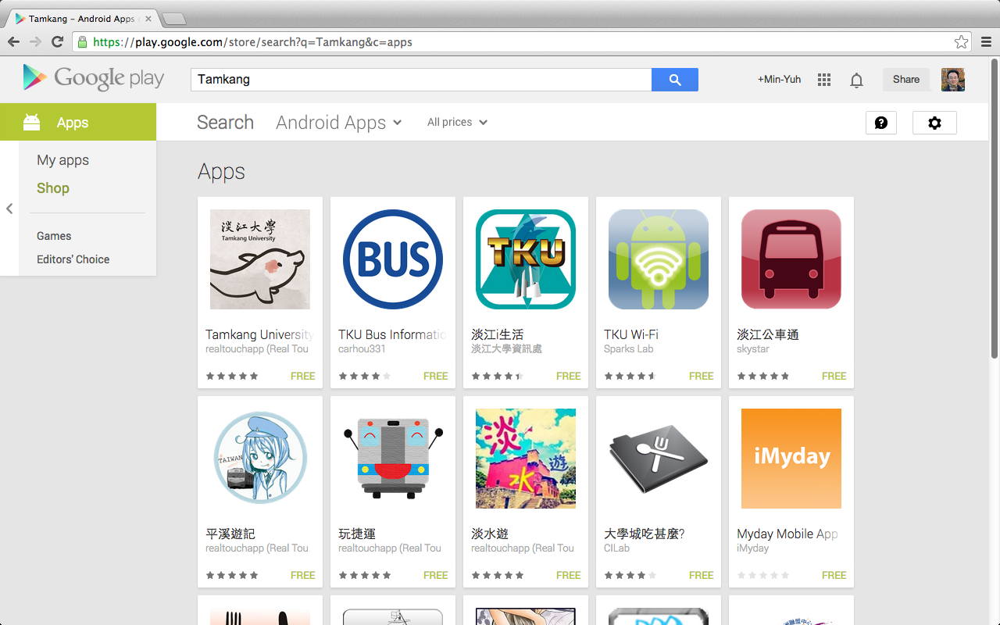 Tamkang – Android Apps
https://play.google.com/store/search?q=Tamkang&c=apps
Google play
Tamkang
+Min-Yuh
Share
Apps
Search
Android Apps
All prices
My apps
Shop
Games
Editors' Choice
Apps
淡江大學
Tamkang University
BUS
TKU
Tamkang University
TKU Bus Informatio
淡江i生活
TKU Wi-Fi
淡江公車通
realtouchapp (Real Tou
carhou331
淡江大學資訊處
Sparks Lab
skystar
FREE
FREE
FREE
FREE
FREE
TAIWAN
淡水遊
iMyday
平溪遊記
玩捷運
淡水遊
大學城吃甚麼?
Myday Mobile App
realtouchapp (Real Tou
realtouchapp (Real Tou
realtouchapp (Real Tou
CILab
iMyday
FREE
FREE
FREE
FREE
FREE